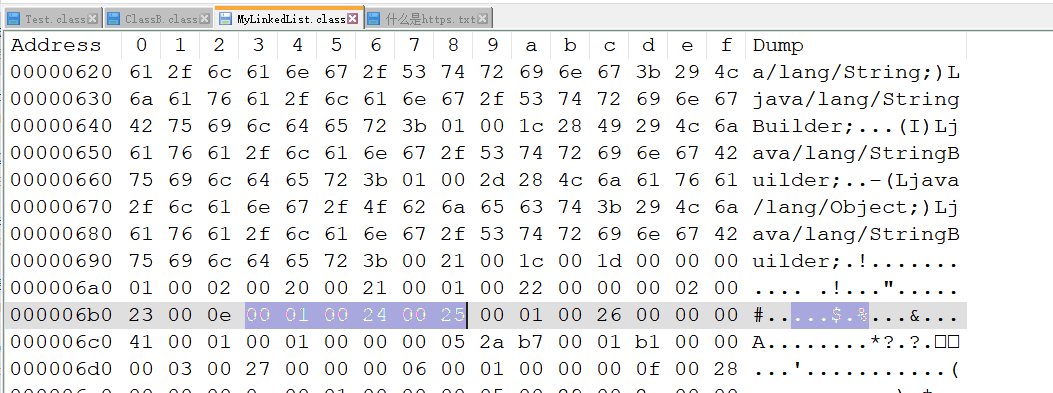 Test.class ClassB.class MyLinkedList.class 什么是https.txt
Address 0 1 2 3 4 5 6 7 8 9 a b c d e f Dump
00000620 61 2f 6c 61 6e 67 2f 53 74 72 69 6e 67 3b 29 4c a/lang/String;)L
00000630 6a 61 76 61 2f 6c 61 6e 67 2f 53 74 72 69 6e 67 java/lang/String
00000640 42 75 69 6c 64 65 72 3b 01 00 1c 28 49 29 4c 6a Builder;...(I)Lj
00000650 61 76 61 2f 6c 61 6e 67 2f 53 74 72 69 6e 67 42 ava/lang/StringB
00000660 75 69 6c 64 65 72 3b 01 00 2d 28 4c 6a 61 76 61 uilder;..-(Ljava
00000670 2f 6c 61 6e 67 2f 4f 62 6a 65 63 74 3b 29 4c 6a /lang/Object;)Lj
00000680 61 76 61 2f 6c 61 6e 67 2f 53 74 72 69 6e 67 42 ava/lang/StringB
00000690 75 69 6c 64 65 72 3b 00 21 00 1c 00 1d 00 00 00 uilder;.!.......
000006a0 01 00 02 00 20 00 21 00 01 00 22 00 00 00 02 00 .... .!...".....
000006b0 23 00 0e 00 01 00 24 00 25 00 01 00 26 00 00 00 #.....$.%...&...
000006c0 41 00 01 00 01 00 00 00 05 2a b7 00 01 b1 00 00 A........*?.?.□□
000006d0 00 03 00 27 00 00 00 06 00 01 00 00 00 0f 00 28 ...'...........(